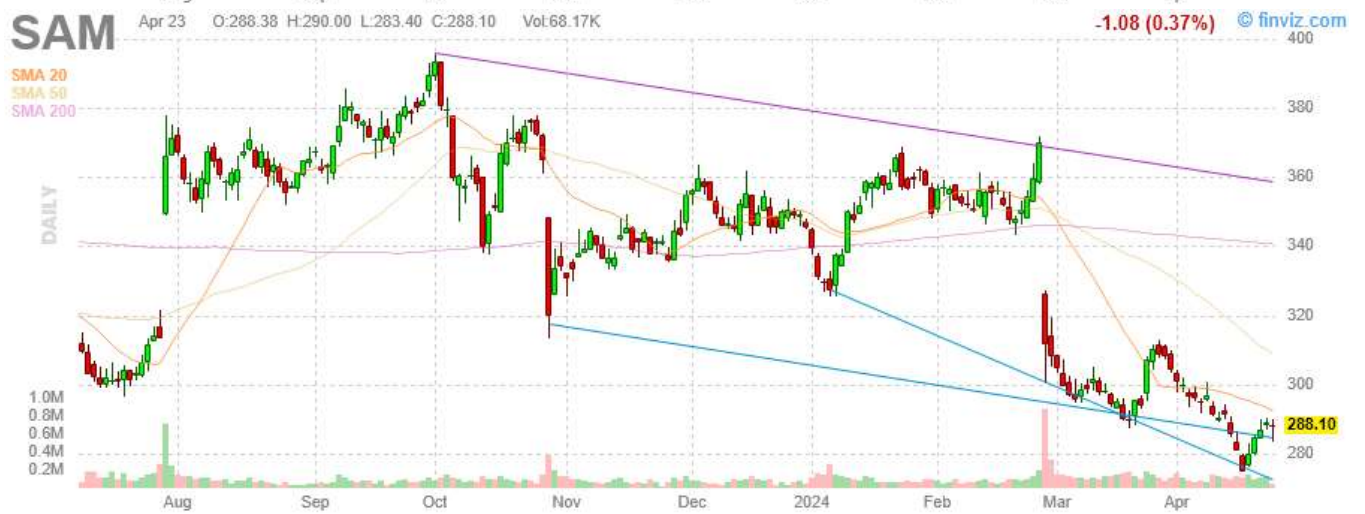 SAM
Apr 23 O:288.38 H:290.00 L:283.40 C:288.10 Vol:68.17K
-1.08 (0.37%) © finviz.com
SMA 20
SMA 50
SMA 200
DAILY
400
380
360
340
320
300
280
288.10
1.0M
0.8M
0.6M
0.4M
0.2M
Aug Sep Oct Nov Dec 2024 Feb Mar Apr